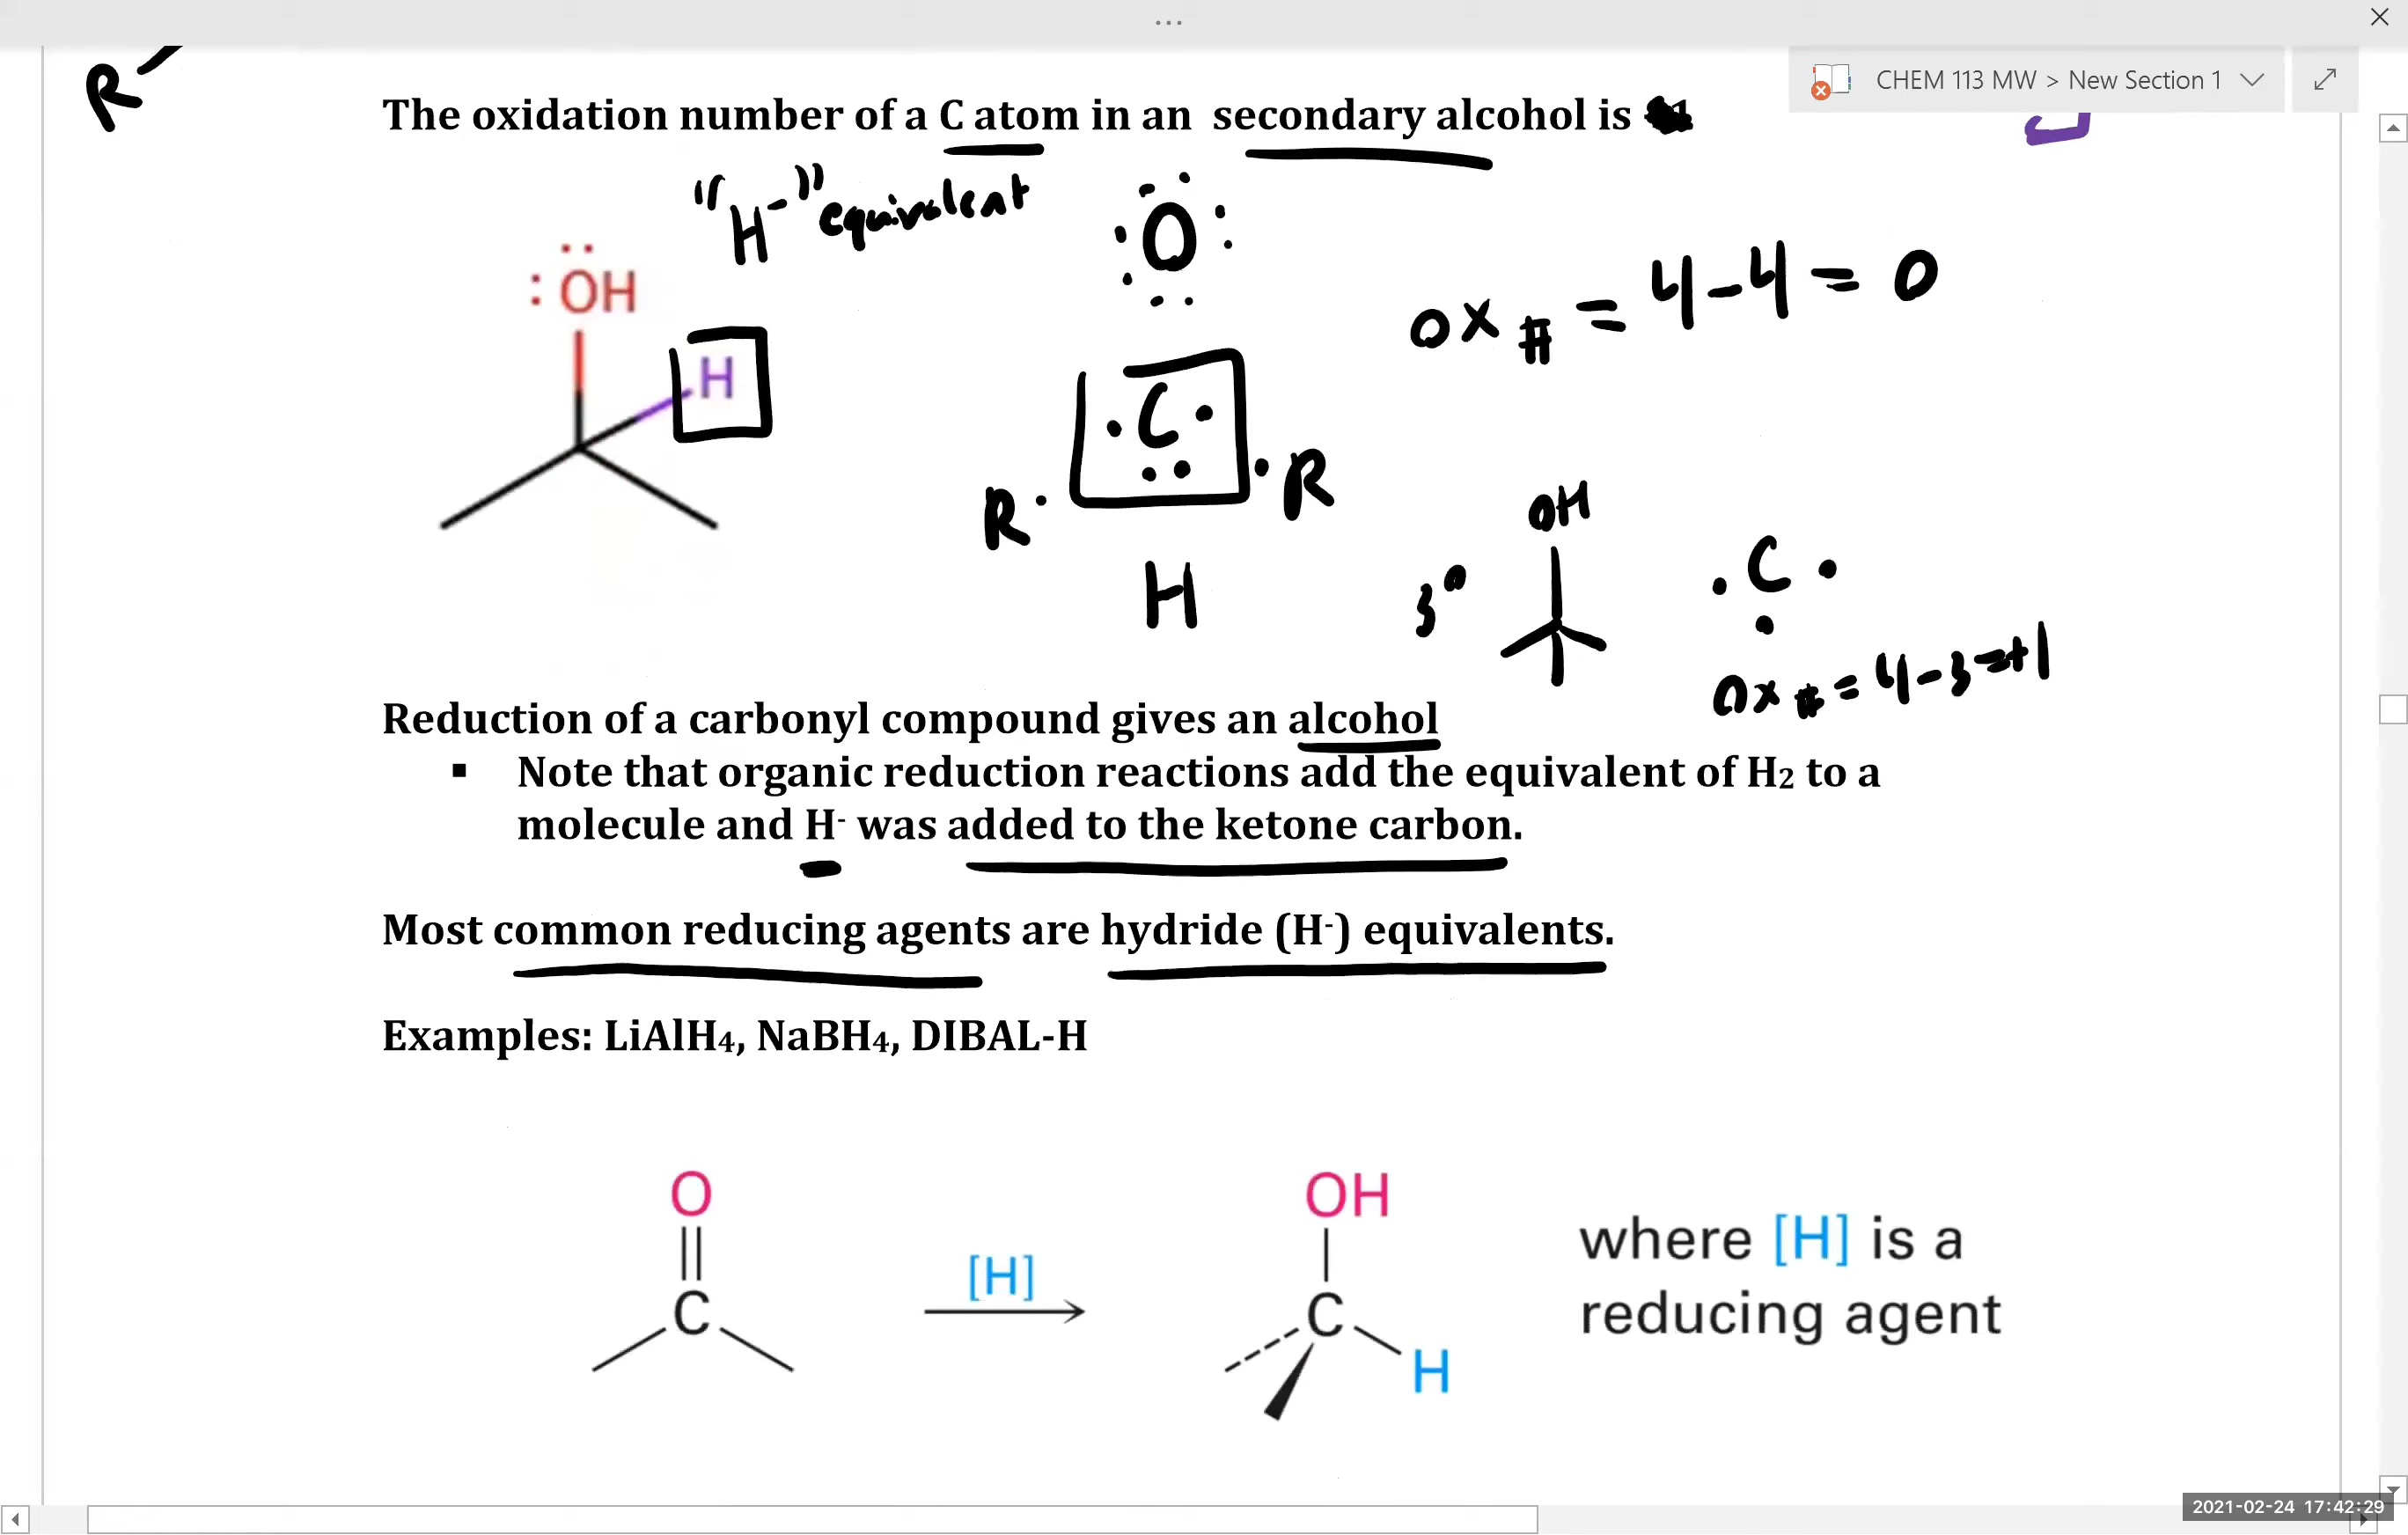 ...
CHEM 113 MW > New Section 1
R
The oxidation number of a C atom in an secondary alcohol is
"H-" equivalent
:OH
H
O
ox # = 4-4 = 0
C
R
R
H
3°
OH
C
ox # = 4-3=+1
Reduction of a carbonyl compound gives an alcohol
▪ Note that organic reduction reactions add the equivalent of H2 to a
molecule and H- was added to the ketone carbon.
Most common reducing agents are hydride (H-) equivalents.
Examples: LiAlH4, NaBH4, DIBAL-H
O
C
[H]
OH
C
H
where [H] is a
reducing agent
2021-02-24 17:42:29